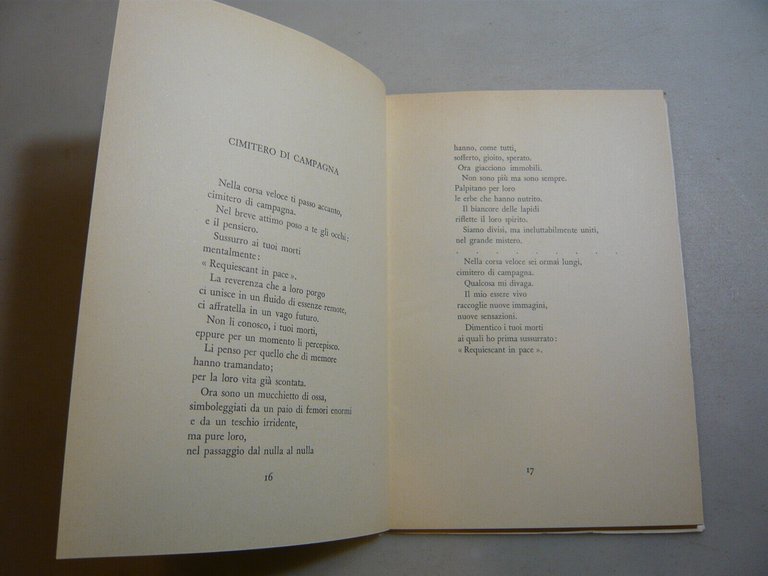 CIMITERO DI CAMPAGNA
Nella corsa veloce ti passo accanto,
cimitero di campagna.
Nel breve attimo poso a te gli occhi:
e il pensiero.
Sussurro ai tuoi morti
mentalmente:
« Requiescant in pace ».
La reverenza che a loro porgo
ci unisce in un fluido di essenze remote,
ci affratella in un vago futuro.
Non li conosco, i tuoi morti,
eppure per un momento li percepisco.
Li penso per quello che di memore
hanno tramandato;
per la loro vita già scontata.
Ora sono un mucchietto di ossa,
simboleggiati da un paio di femori enormi
e da un teschio irridente,
ma pure loro,
nel passaggio dal nulla al nulla
16
hanno, come tutti,
sofferto, gioito, sperato.
Ora giacciono immobili.
Non sono più ma sono sempre.
Palpitano per loro
le erbe che hanno nutrito.
Il biancore delle lapidi
riflette il loro spirito.
Siamo divisi, ma ineluttabilmente uniti,
nel grande mistero.
. . . . . . . . . . .
Nella corsa veloce sei ormai lungi,
cimitero di campagna.
Qualcosa mi divaga.
Il mio essere vivo
raccoglie nuove immagini,
nuove sensazioni.
Dimentico i tuoi morti
ai quali ho prima sussurrato:
« Requiescant in pace ».
17